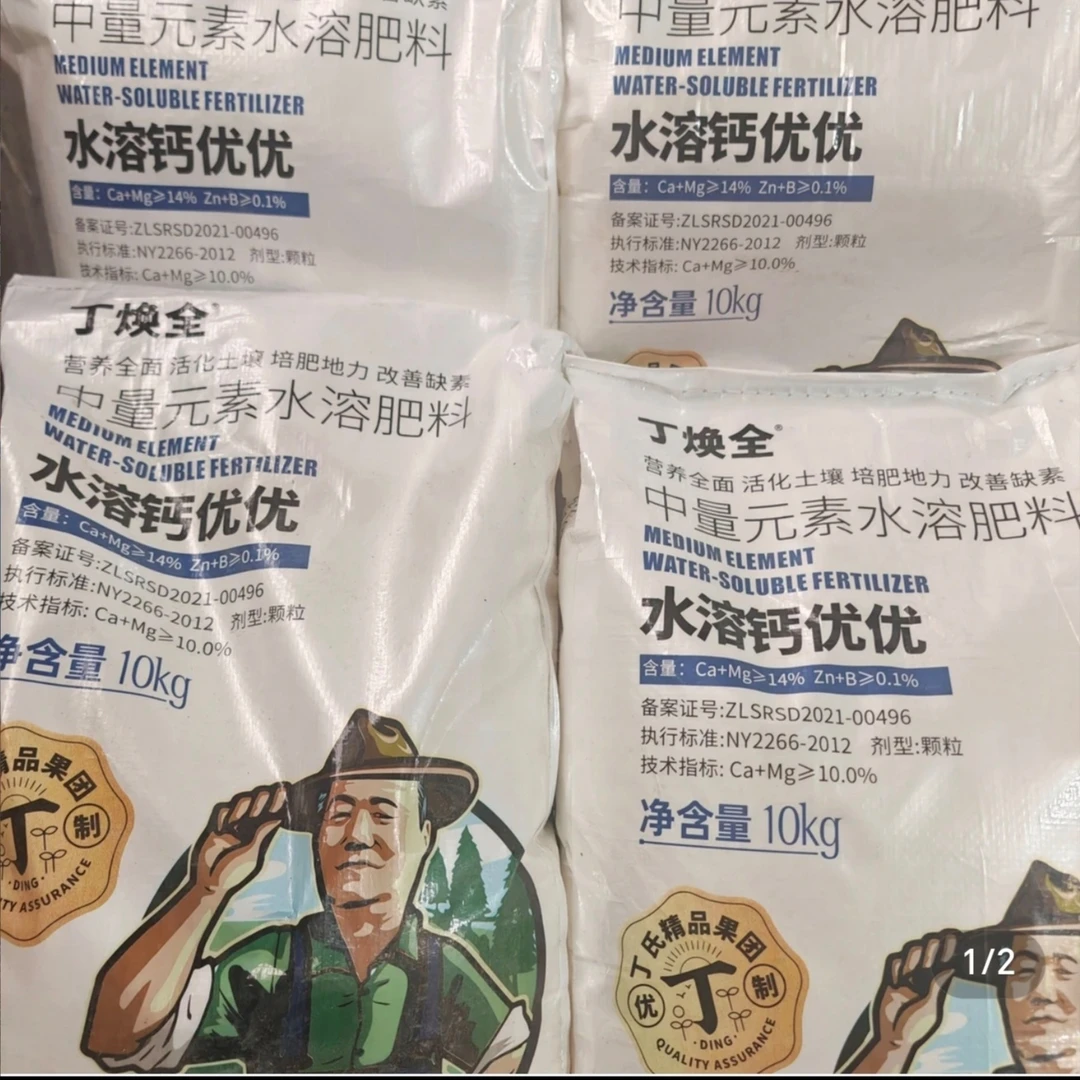 中量元素水溶肥料
MEDIUM ELEMENT
WATER-SOLUBLE FERTILIZER
水溶钙优优
含量：Ca+Mg≥14% Zn+B≥0.1%
备案证号:ZLSRSD2021-00496
执行标准:NY2266-2012 剂型:颗粒
技术指标: Ca+Mg≥10.0%
中量元素水溶肥料
MEDIUM ELEMENT
WATER-SOLUBLE FERTILIZER
水溶钙优优
含量：Ca+Mg≥14% Zn+B≥0.1%
备案证号:ZLSRSD2021-00496
执行标准:NY2266-2012 剂型:颗粒
技术指标: Ca+Mg≥10.0%
净含量 10kg
丁焕全
营养全面 活化土壤 培肥地力 改善缺素
中量元素水溶肥料
MEDIUM ELEMENT
WATER-SOLUBLE FERTILIZER
水溶钙优优
含量：Ca+Mg≥14% Zn+B≥0.1%
备案证号:ZLSRSD2021-00496
执行标准:NY2266-2012 剂型:颗粒
技术指标: Ca+Mg≥10.0%
净含量 10kg
精品果团
丁
制
·DING·
TY ASSURANCE
丁焕全®
营养全面 活化土壤 培肥地力 改善缺素
中量元素水溶肥料
MEDIUM ELEMENT
WATER-SOLUBLE FERTILIZER
水溶钙优优
含量：Ca+Mg≥14% Zn+B≥0.1%
备案证号:ZLSRSD2021-00496
执行标准:NY2266-2012 剂型:颗粒
技术指标: Ca+Mg≥10.0%
净含量 10kg
丁氏精品果团
优 丁 制
·DING·
QUALITY ASSURANCE
1/2